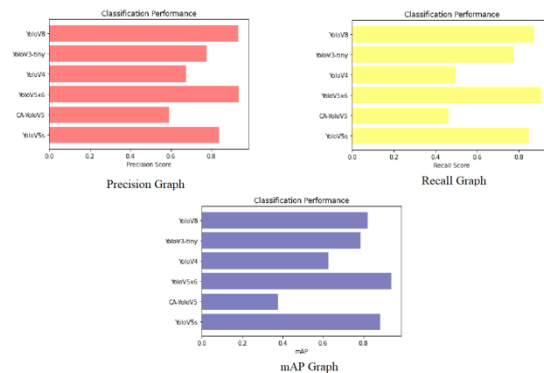 Classification Performance
YoloV8
YoloV3-tiny
YoloV4
YoloV5x6
CA-YoloV5
YoloV5s
0.0 0.2 0.4 0.6 0.8
Precision Score
Precision Graph
Classification Performance
YoloV8
YoloV3-tiny
YoloV4
YoloV5x6
CA-YoloV5
YoloV5s
0.0 0.2 0.4 0.6 0.8
Recall Score
Recall Graph
Classification Performance
YoloV8
YoloV3-tiny
YoloV4
YoloV5x6
CA-YoloV5
YoloV5s
0.0 0.2 0.4 0.6 0.8
mAP
mAP Graph